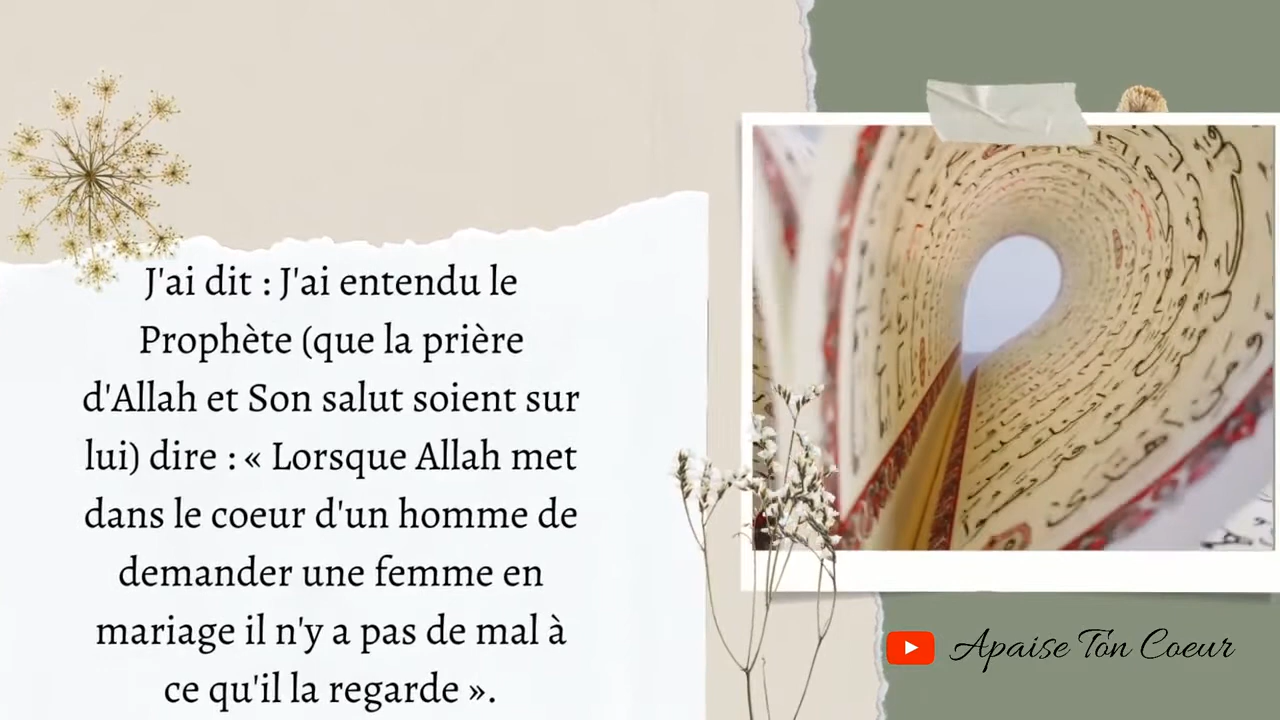 J'ai dit : J'ai entendu le
Prophète (que la prière
d'Allah et Son salut soient sur
lui) dire : « Lorsque Allah met
dans le coeur d'un homme de
demander une femme en
mariage il n'y a pas de mal à
ce qu'il la regarde ».
Apaise Ton Coeur